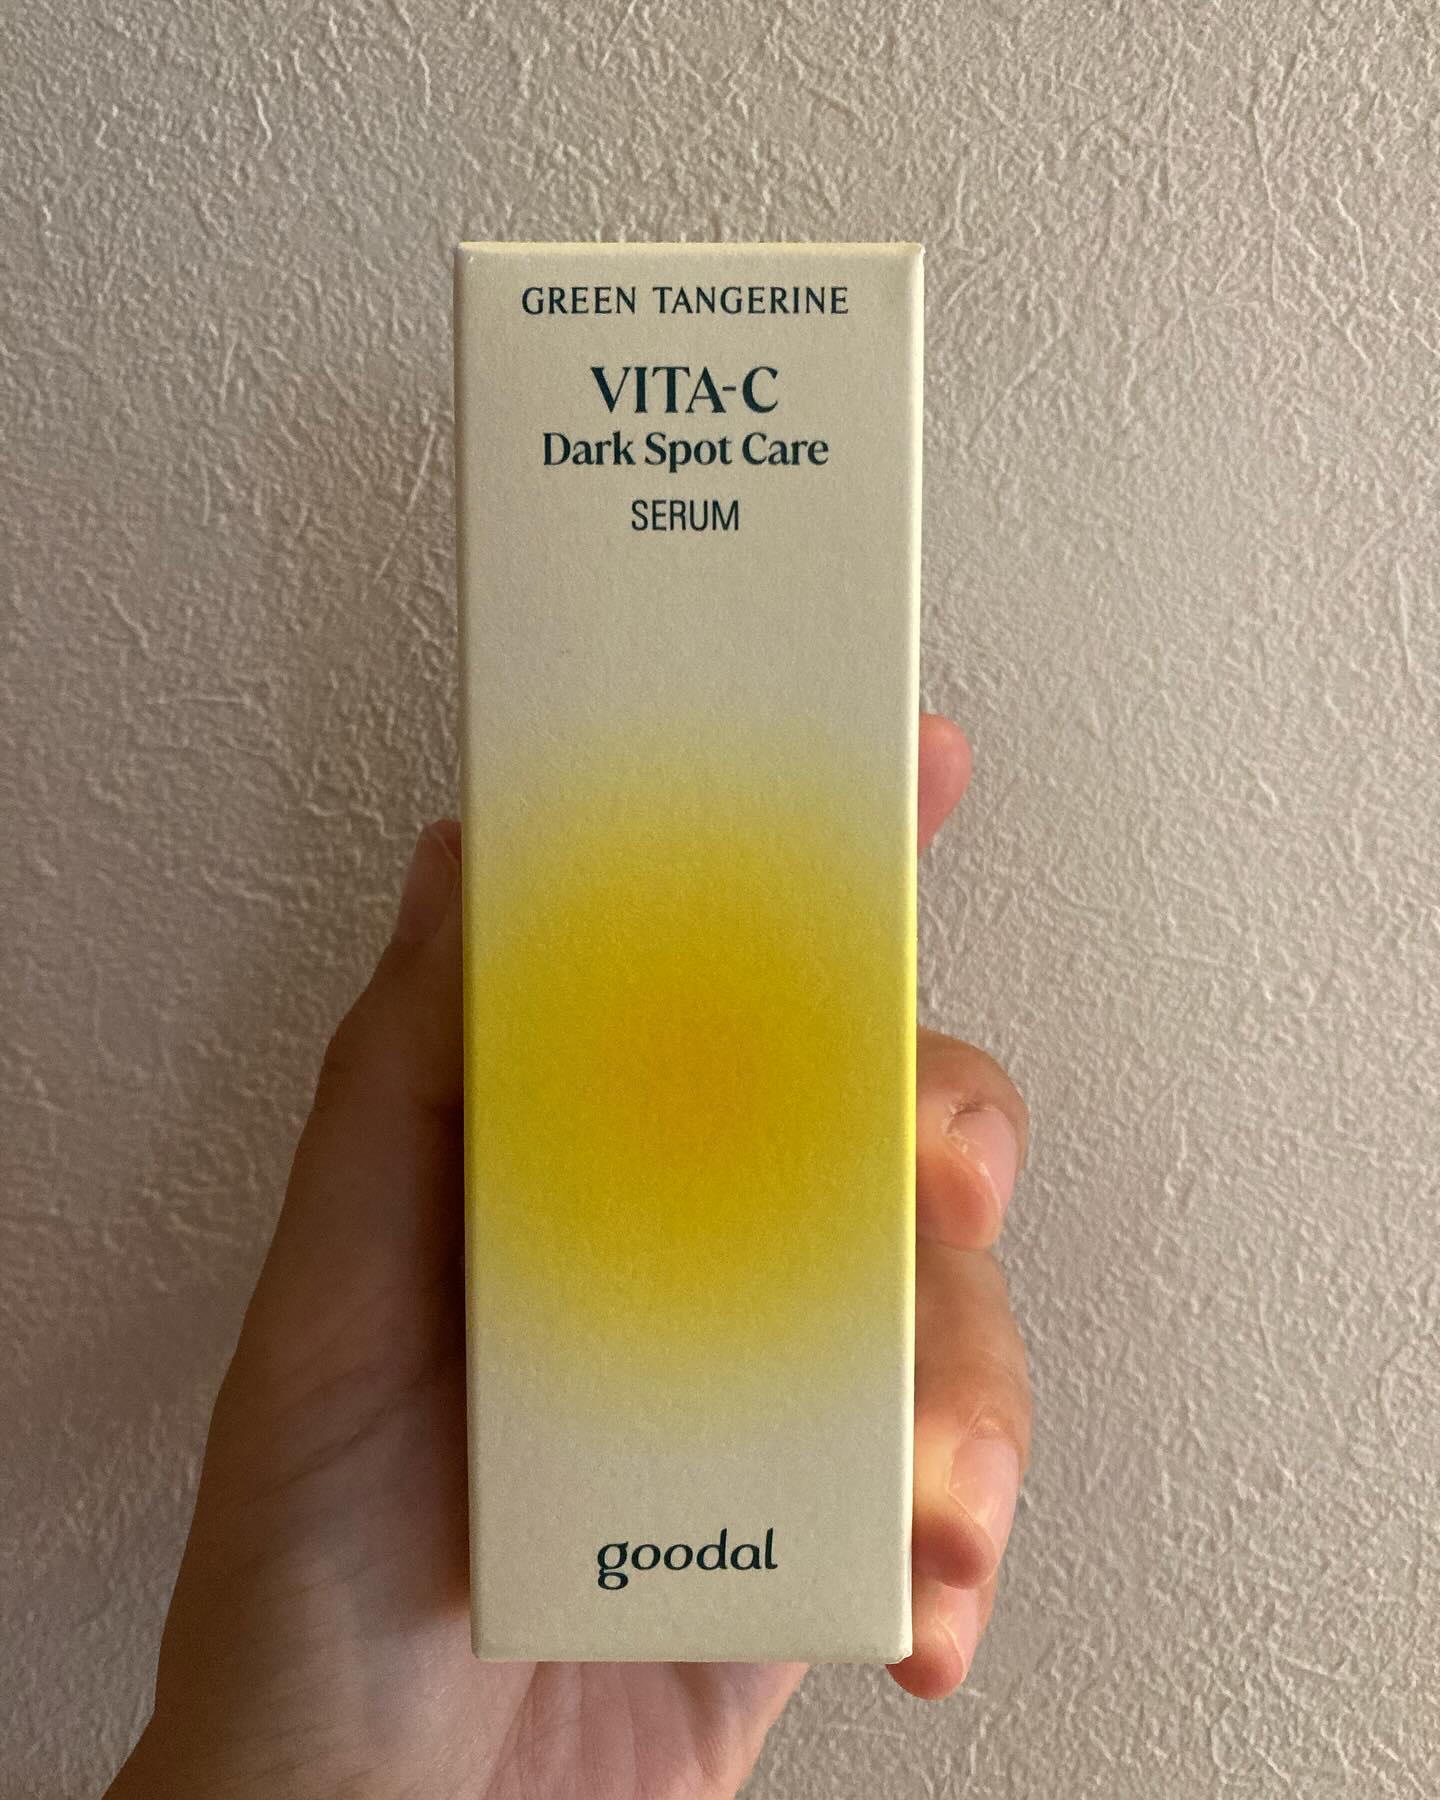 GREEN TANGERINE
VITA-C
Dark Spot Care
SERUM
goodal